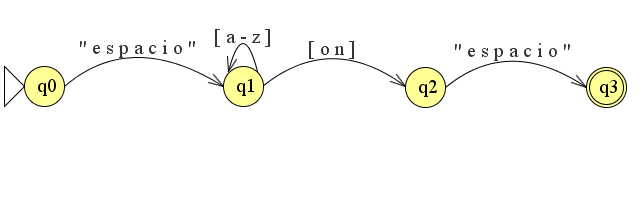 "espacio"
[a-z]
[on]
"espacio"
q0
q1
q2
q3